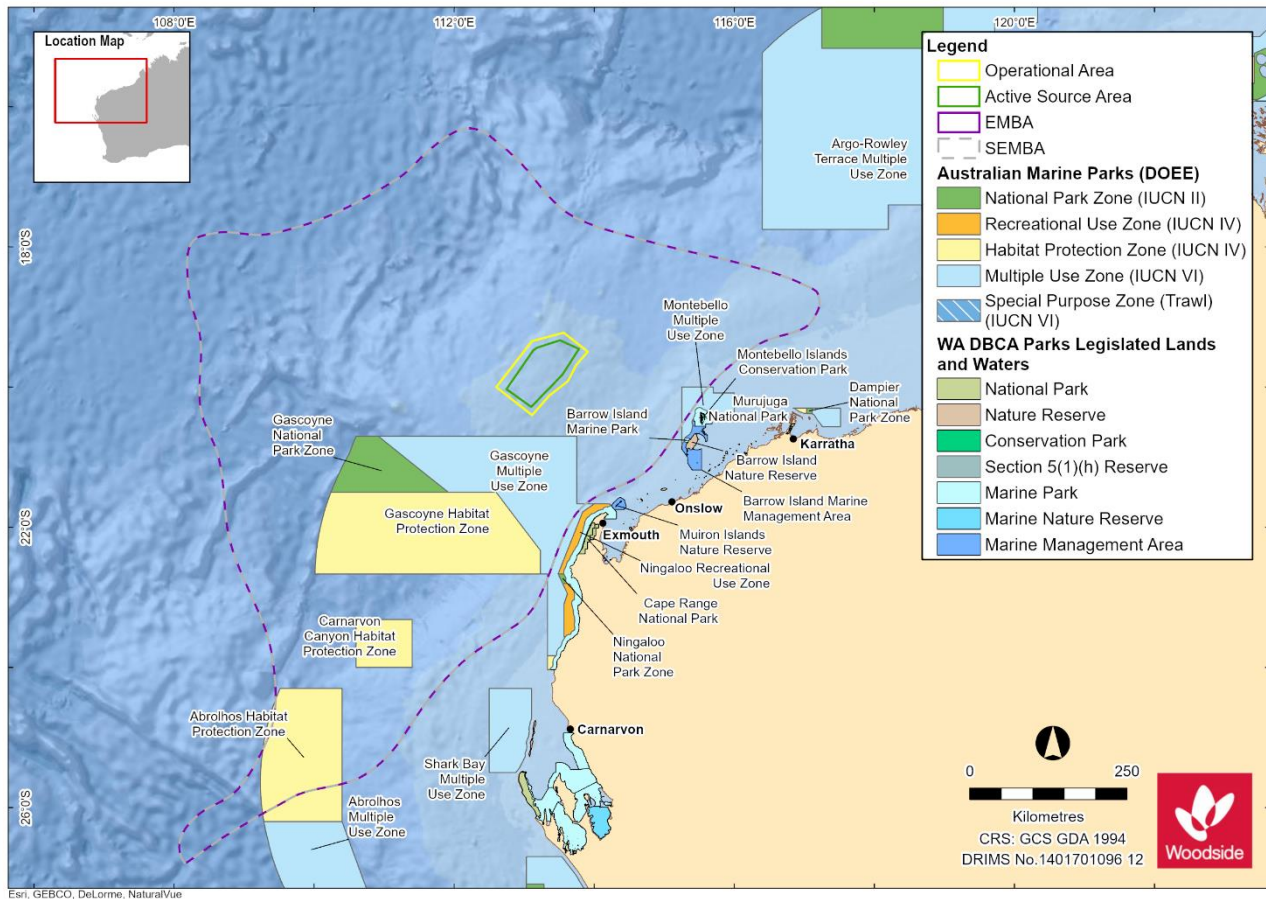 108°0'E
112°0'E
116°0'E
120°0'E
Location Map
18°0'S
22°0'S
26°0'S
Legend
Operational Area
Active Source Area
EMBA
SEMBA
Australian Marine Parks (DOEE)
National Park Zone (IUCN II)
Recreational Use Zone (IUCN IV)
Habitat Protection Zone (IUCN IV)
Multiple Use Zone (IUCN VI)
Special Purpose Zone (Trawl)
(IUCN VI)
WA DBCA Parks Legislated Lands
and Waters
National Park
Nature Reserve
Conservation Park
Section 5(1)(h) Reserve
Marine Park
Marine Nature Reserve
Marine Management Area
Argo-Rowley
Terrace Multiple
Use Zone
Montebello
Multiple
Use Zone
Montebello Islands
Conservation Park
Murujuga
National Park
Dampier
National
Park Zone
Barrow Island
Marine Park
Karratha
Barrow Island
Nature Reserve
Barrow Island Marine
Management Area
Onslow
Gascoyne
National
Park Zone
Gascoyne
Multiple
Use Zone
Gascoyne Habitat
Protection Zone
Exmouth
Muiron Islands
Nature Reserve
Ningaloo Recreational
Use Zone
Cape Range
National Park
Ningaloo
National
Park Zone
Carnarvon
Canyon Habitat
Protection Zone
Abrolhos Habitat
Protection Zone
Carnarvon
Shark Bay
Multiple
Use Zone
Abrolhos
Multiple
Use Zone
0
250
Kilometres
CRS: GCS GDA 1994
DRIMS No.1401701096 12
Woodside
Esri, GEBCO, DeLorme, NaturalVue